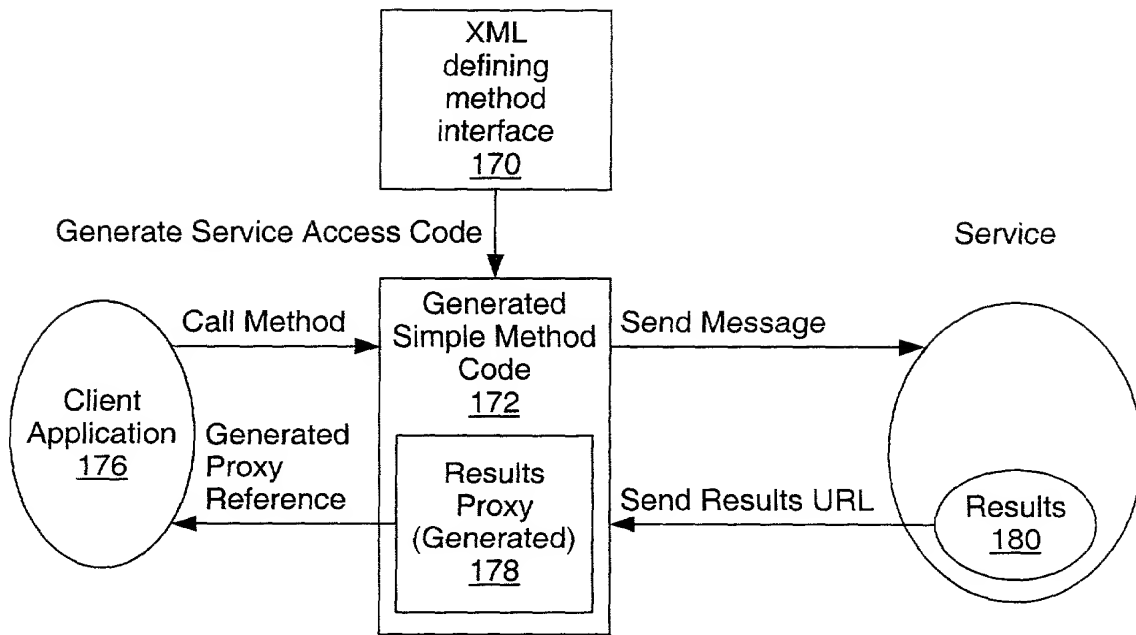 XML
defining
method
interface
170
Generate Service Access Code
Service
Call Method
Generated
Simple Method
Code
172
Send Message
Client
Application
176
Generated
Proxy
Reference
Results
Proxy
(Generated)
178
Send Results URL
Results
180